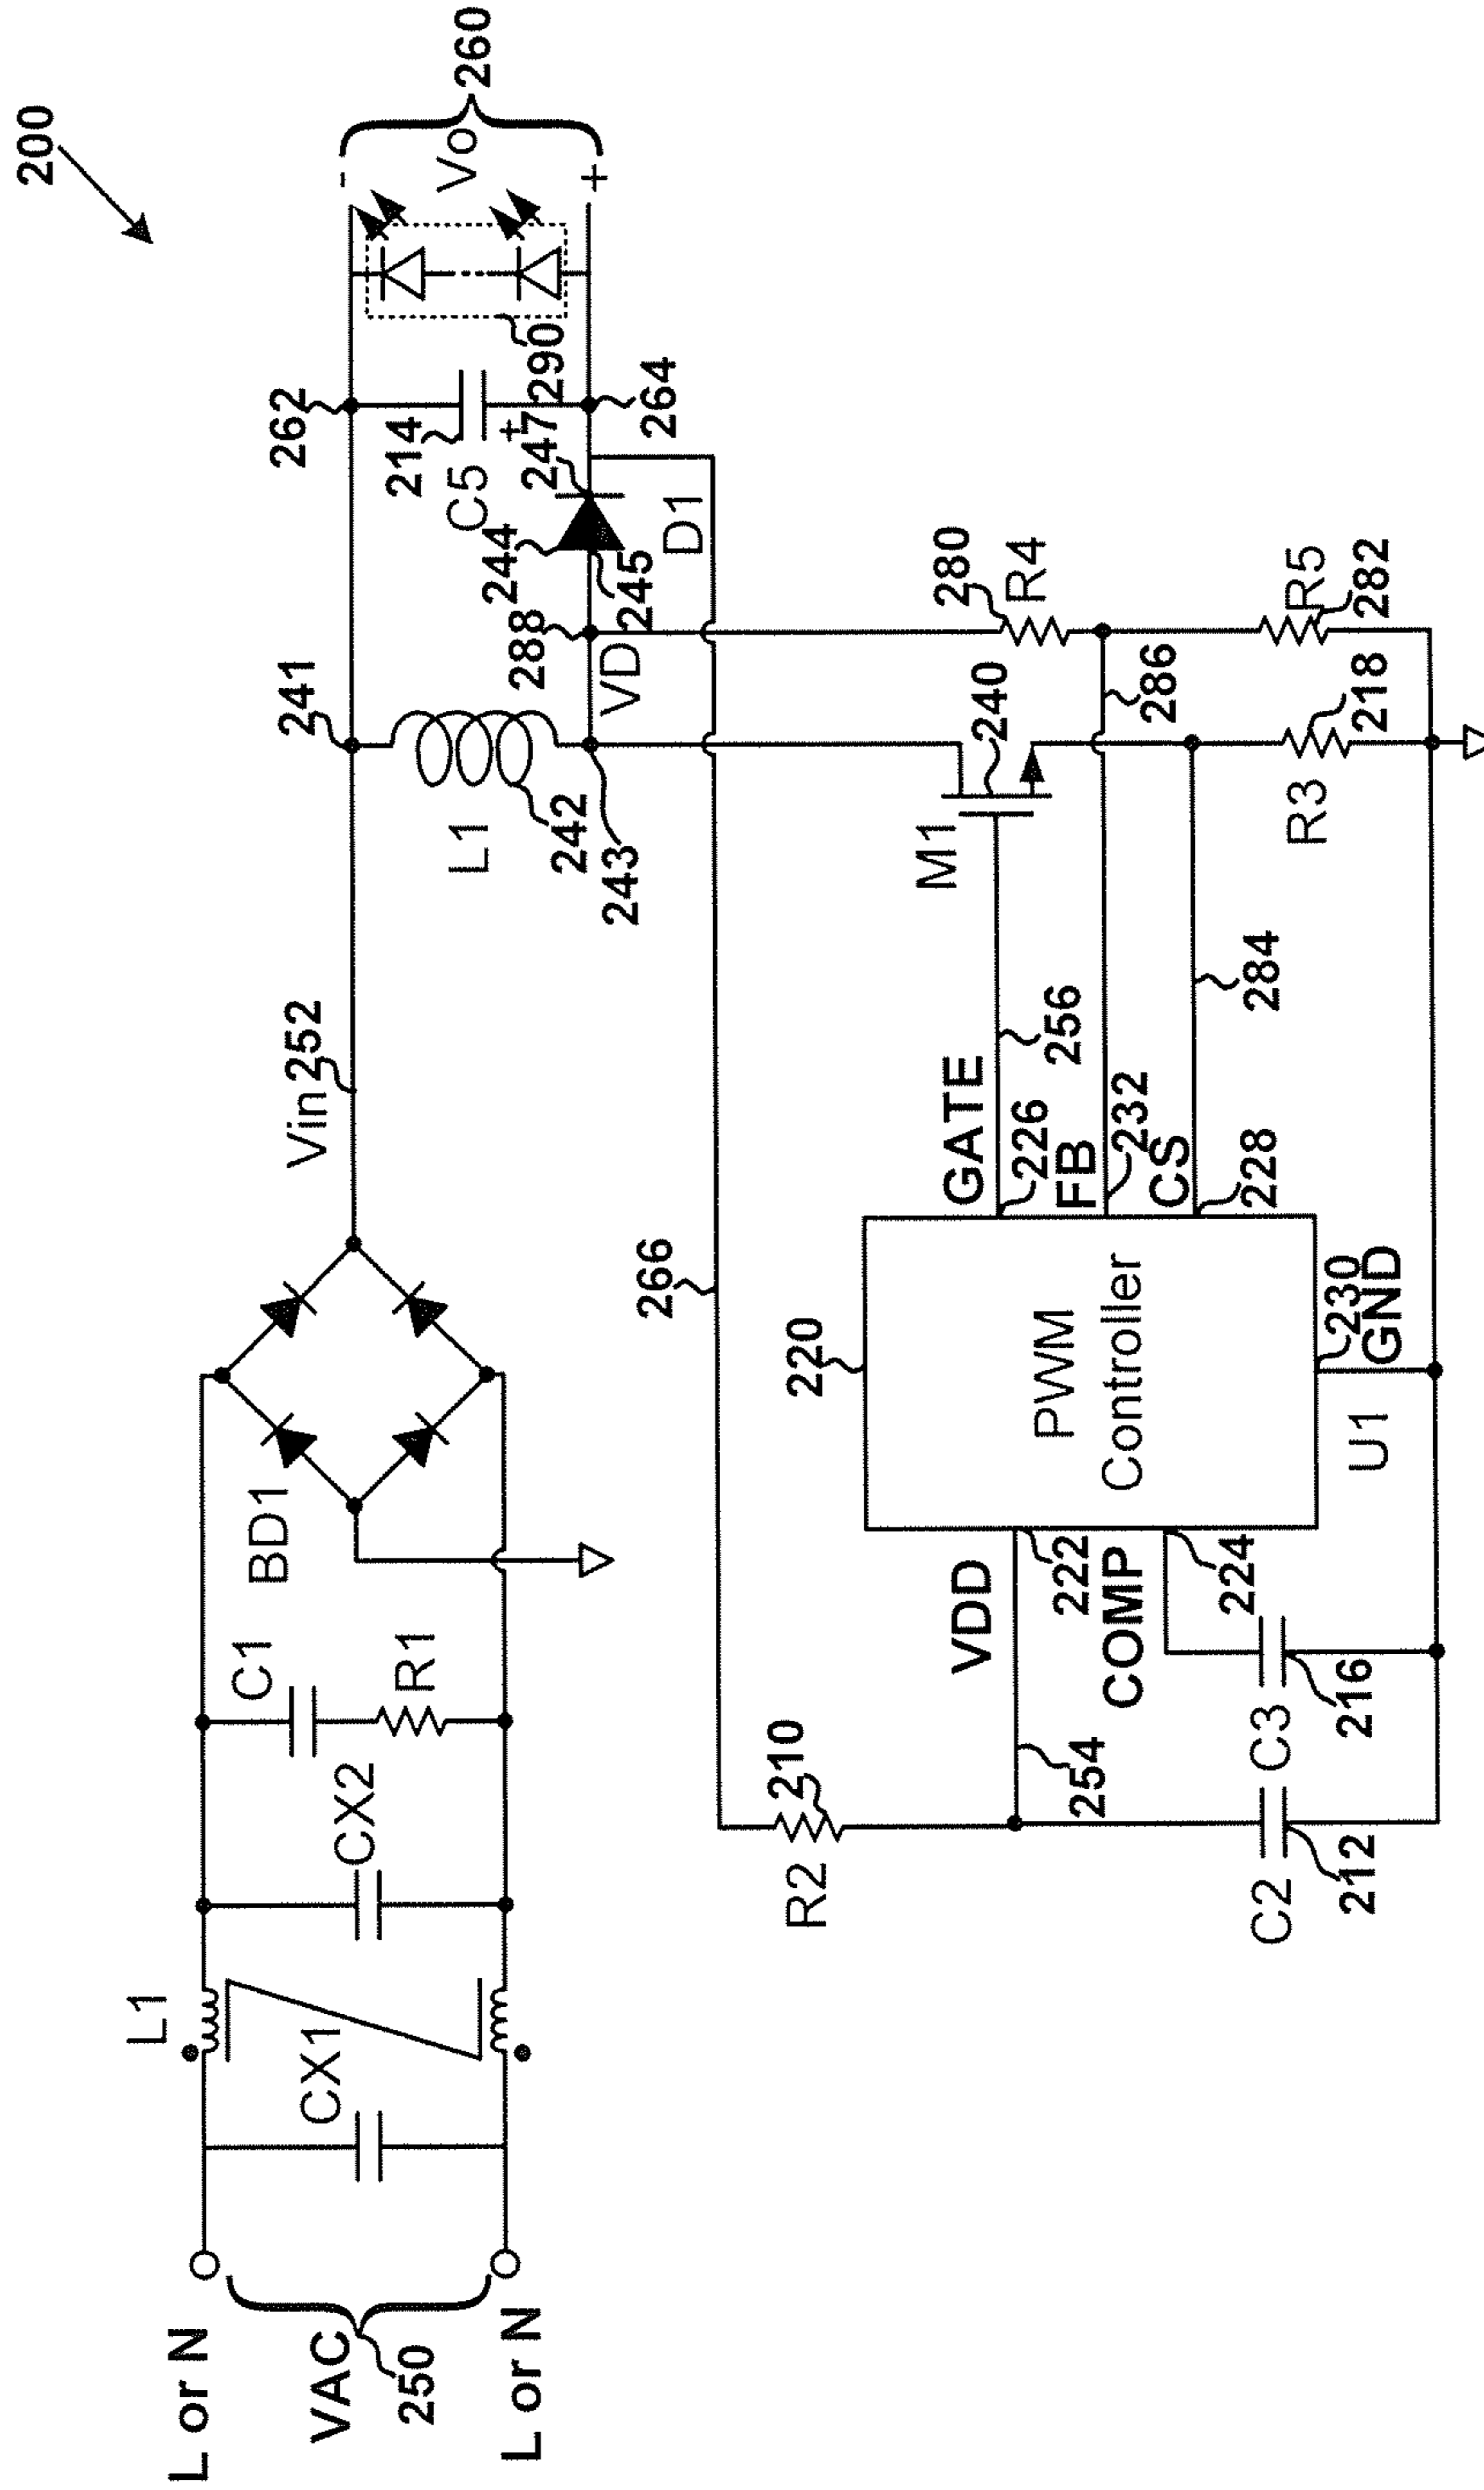 200
L or N
VAC
250
L or N
L1
CX1
CX2
C1
R1
BD1
Vin
252
241
L1
242
243
262
214
C5
+
247
244
245
288
VD
D1
290
264
-
Vo
+
260
266
R2
210
VDD
222
254
COMP
224
C3
216
C2
212
220
PWM
Controller
U1
230
GND
GATE
226
256
FB
232
CS
228
284
M1
240
286
280
R4
R5
282
218
R3